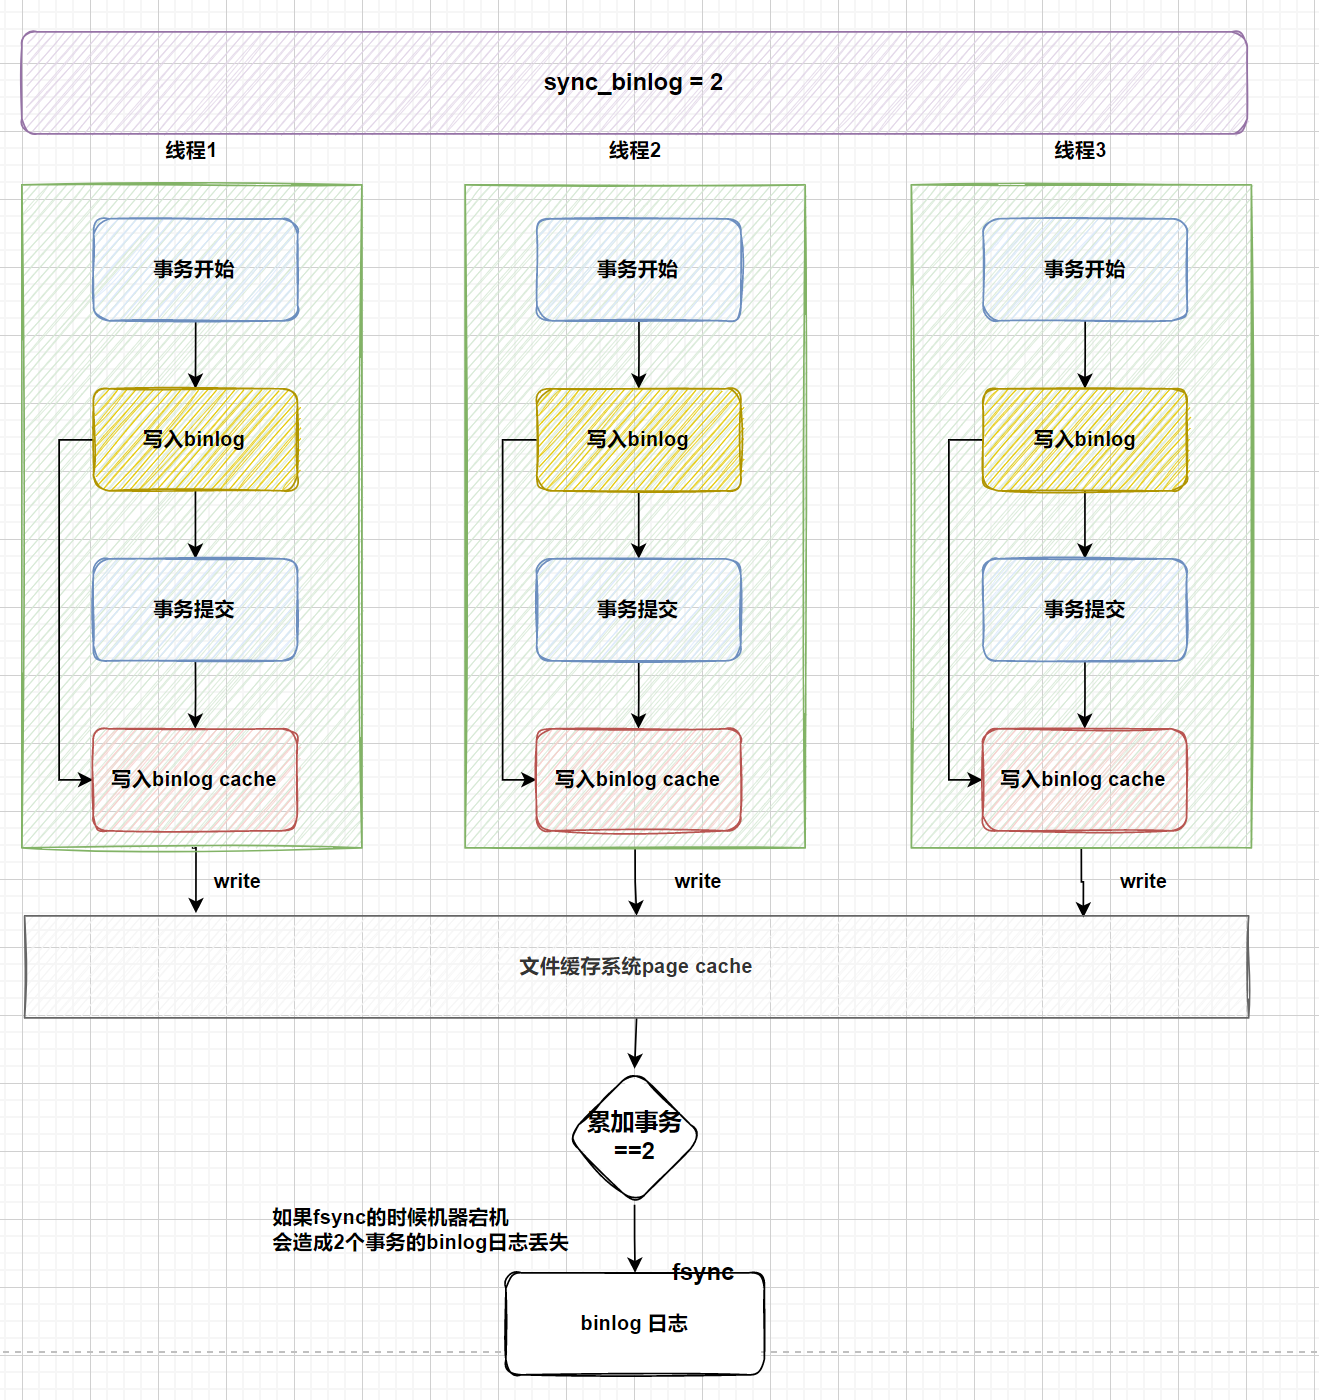 sync_binlog = 2
线程1
线程2
线程3
事务开始
事务开始
事务开始
写入binlog
写入binlog
写入binlog
事务提交
事务提交
事务提交
写入binlog cache
写入binlog cache
写入binlog cache
write
write
write
文件缓存系统page cache
累加事务
==2
如果fsync的时候机器宕机
会造成2个事务的binlog日志丢失
fsync
binlog 日志